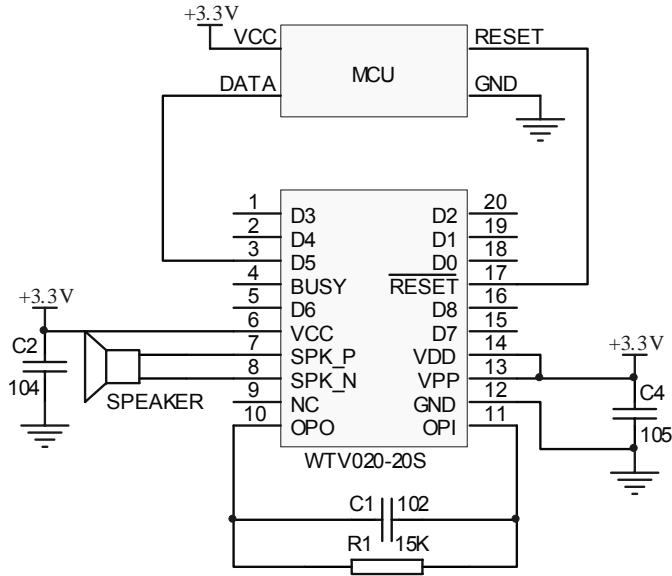 +3.3V
VCC
RESET
MCU
DATA
GND
1 D3 D2 20
2 D4 D1 19
3 D5 D0 18
4 BUSY RESET 17
5 D6 D8 16
6 VCC D7 15
7 SPK_P VDD 14
8 SPK_N VPP 13
9 NC GND 12
10 OPO OPI 11
+3.3V
C2
104
SPEAKER
+3.3V
C4
105
WTV020-20S
C1 102
R1 15K